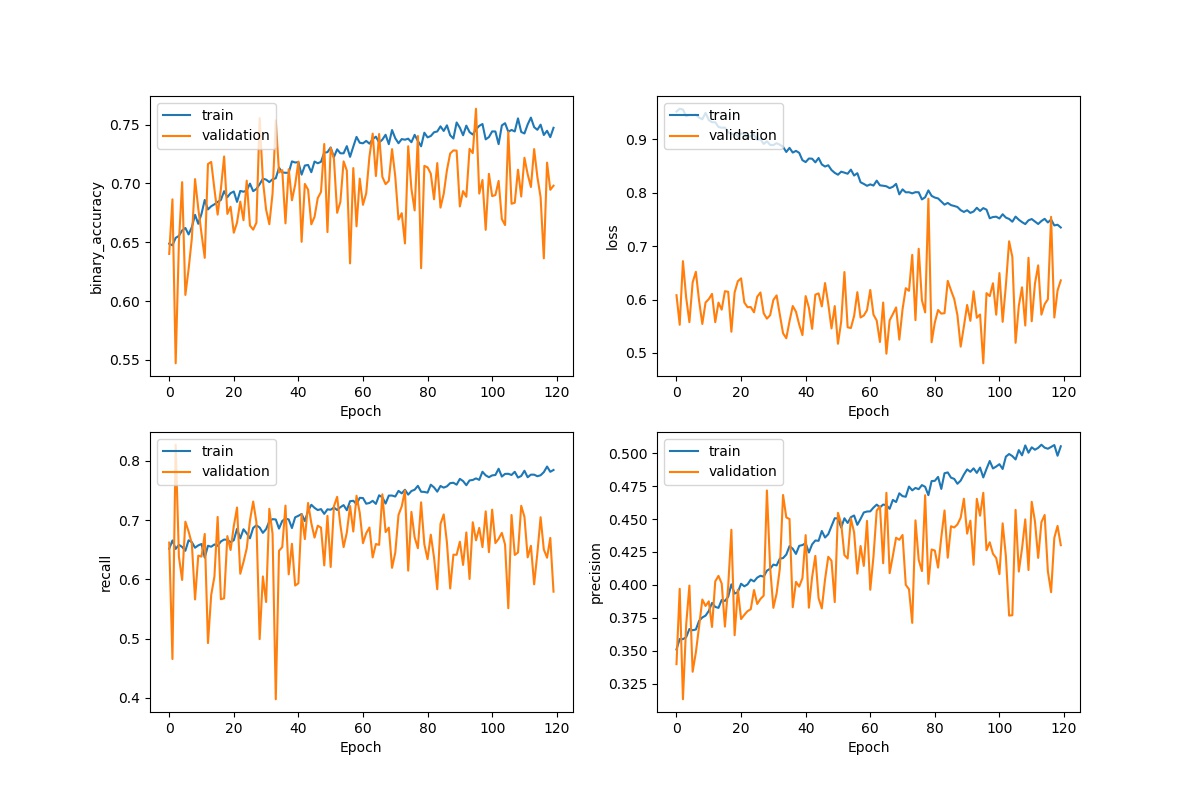 train
validation
0.75
0.70
0.65
0.60
0.55
binary_accuracy
0 20 40 60 80 100 120
Epoch
train
validation
0.9
0.8
0.7
0.6
0.5
loss
0 20 40 60 80 100 120
Epoch
train
validation
0.8
0.7
0.6
0.5
0.4
recall
0 20 40 60 80 100 120
Epoch
train
validation
0.500
0.475
0.450
0.425
0.400
0.375
0.350
0.325
precision
0 20 40 60 80 100 120
Epoch